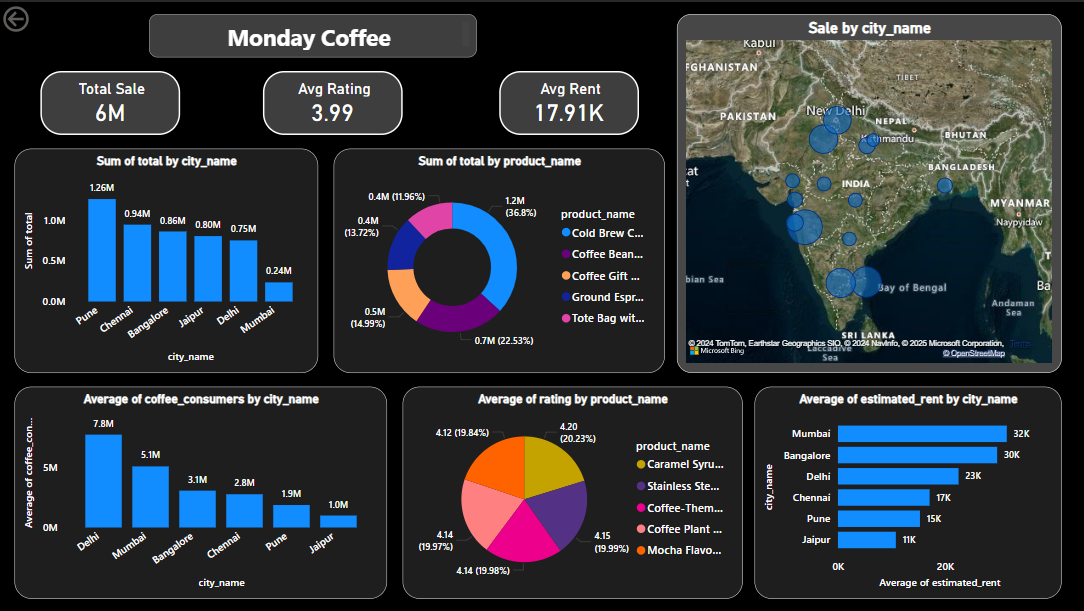 Monday Coffee
Total Sale
6M
Avg Rating
3.99
Avg Rent
17.91K
Sale by city_name
Kabul
AFGHANISTAN
TIBET
New Delhi
PAKISTAN
NEPAL
Kathmandu
BHUTAN
BANGLADESH
INDIA
MYANMAR
Naypyidaw
Bay of Bengal
Andaman
Sea
SRI LANKA
Laccadive
Sea
© 2024 TomTom, Earthstar Geographics SIO, © 2024 NavInfo, © 2025 Microsoft Corporation, Terms
Microsoft Bing
© OpenStreetMap
Sum of total by city_name
Sum of total
1.0M
0.5M
0.0M
1.26M
0.94M
0.86M
0.80M
0.75M
0.24M
Pune
Chennai
Bangalore
Jaipur
Delhi
Mumbai
city_name
Sum of total by product_name
0.4M (11.96%)
1.2M
(36.8%)
0.4M
(13.72%)
0.5M
(14.99%)
0.7M (22.53%)
product_name
Cold Brew C...
Coffee Bean...
Coffee Gift ...
Ground Espr...
Tote Bag wit...
Average of coffee_consumers by city_name
Average of coffee_con...
5M
0M
7.8M
5.1M
3.1M
2.8M
1.9M
1.0M
Delhi
Mumbai
Bangalore
Chennai
Pune
Jaipur
city_name
Average of rating by product_name
4.12 (19.84%)
4.20
(20.23%)
4.14
(19.97%)
4.15
(19.99%)
4.14 (19.98%)
product_name
Caramel Syru...
Stainless Ste...
Coffee-Them...
Coffee Plant ...
Mocha Flavo...
Average of estimated_rent by city_name
city_name
Mumbai 32K
Bangalore 30K
Delhi 23K
Chennai 17K
Pune 15K
Jaipur 11K
0K 20K
Average of estimated_rent